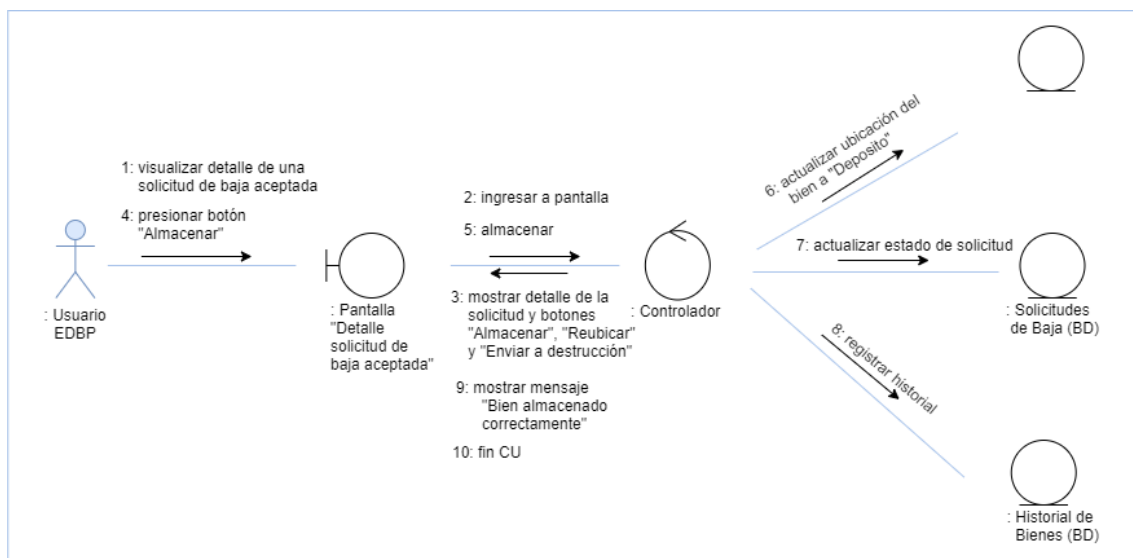 1: visualizar detalle de una
solicitud de baja aceptada
4: presionar botón
"Almacenar"
: Usuario
EDBP
: Pantalla
"Detalle
solicitud de
baja aceptada"
2: ingresar a pantalla
5: almacenar
3: mostrar detalle de la
solicitud y botones
"Almacenar", "Reubicar"
y "Enviar a destrucción"
9: mostrar mensaje
"Bien almacenado
correctamente"
10: fin CU
: Controlador
6: actualizar ubicación del
bien a "Deposito"
7: actualizar estado de solicitud
: Solicitudes
de Baja (BD)
8: registrar historial
: Historial de
Bienes (BD)